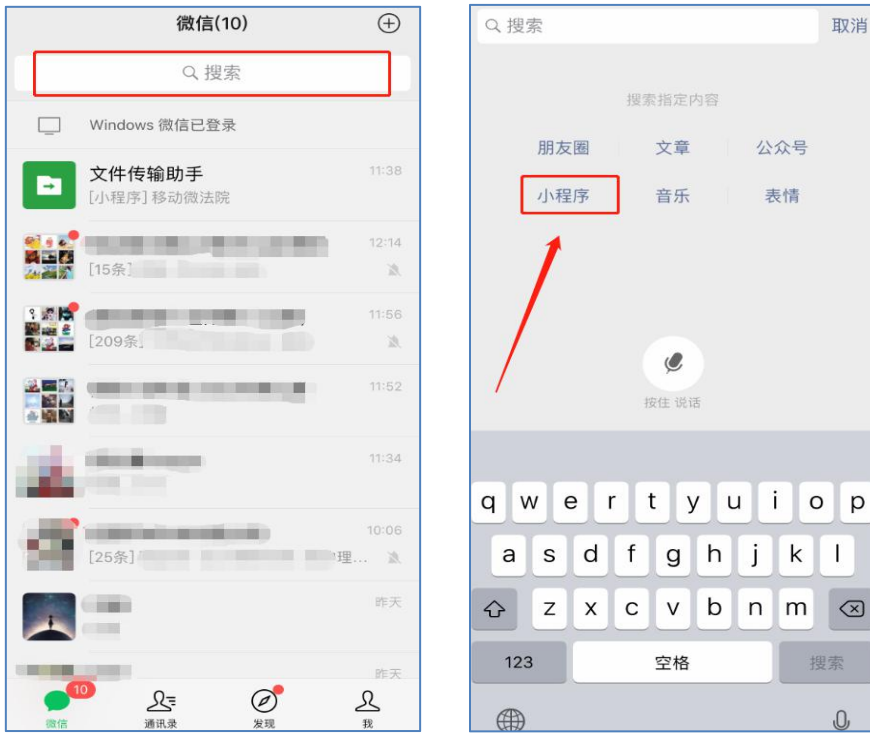 微信(10)
搜索
Windows 微信已登录
文件传输助手
11:38
[小程序] 移动微法院
12:14
[15条]
11:56
[209条]
11:52
11:34
10:06
[25条]
理...
昨天
昨天
10
微信
通讯录
发现
我
搜索
取消
搜索指定内容
朋友圈
文章
公众号
小程序
音乐
表情
按住 说话
q w e r t y u i o p
a s d f g h j k l
z x c v b n m
123
空格
搜索